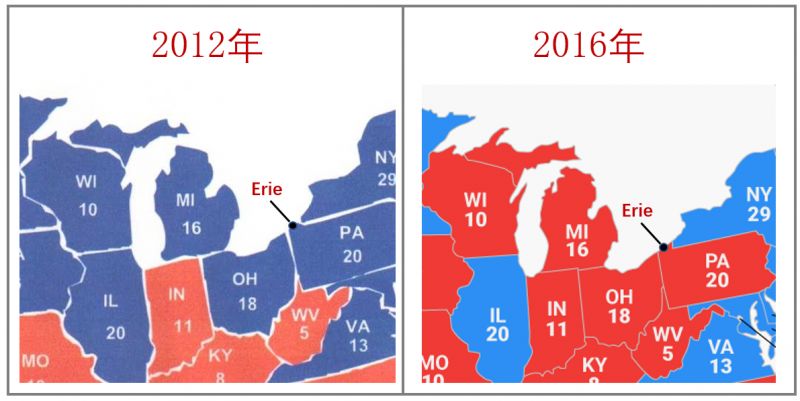 2012年
WI
10
MI
16
Erie
NY
29
PA
20
IL
20
IN
11
OH
18
WV
5
VA
13
MO
KY
2016年
WI
10
MI
16
Erie
NY
29
PA
20
IL
20
IN
11
OH
18
WV
5
VA
13
MO
10
KY
8